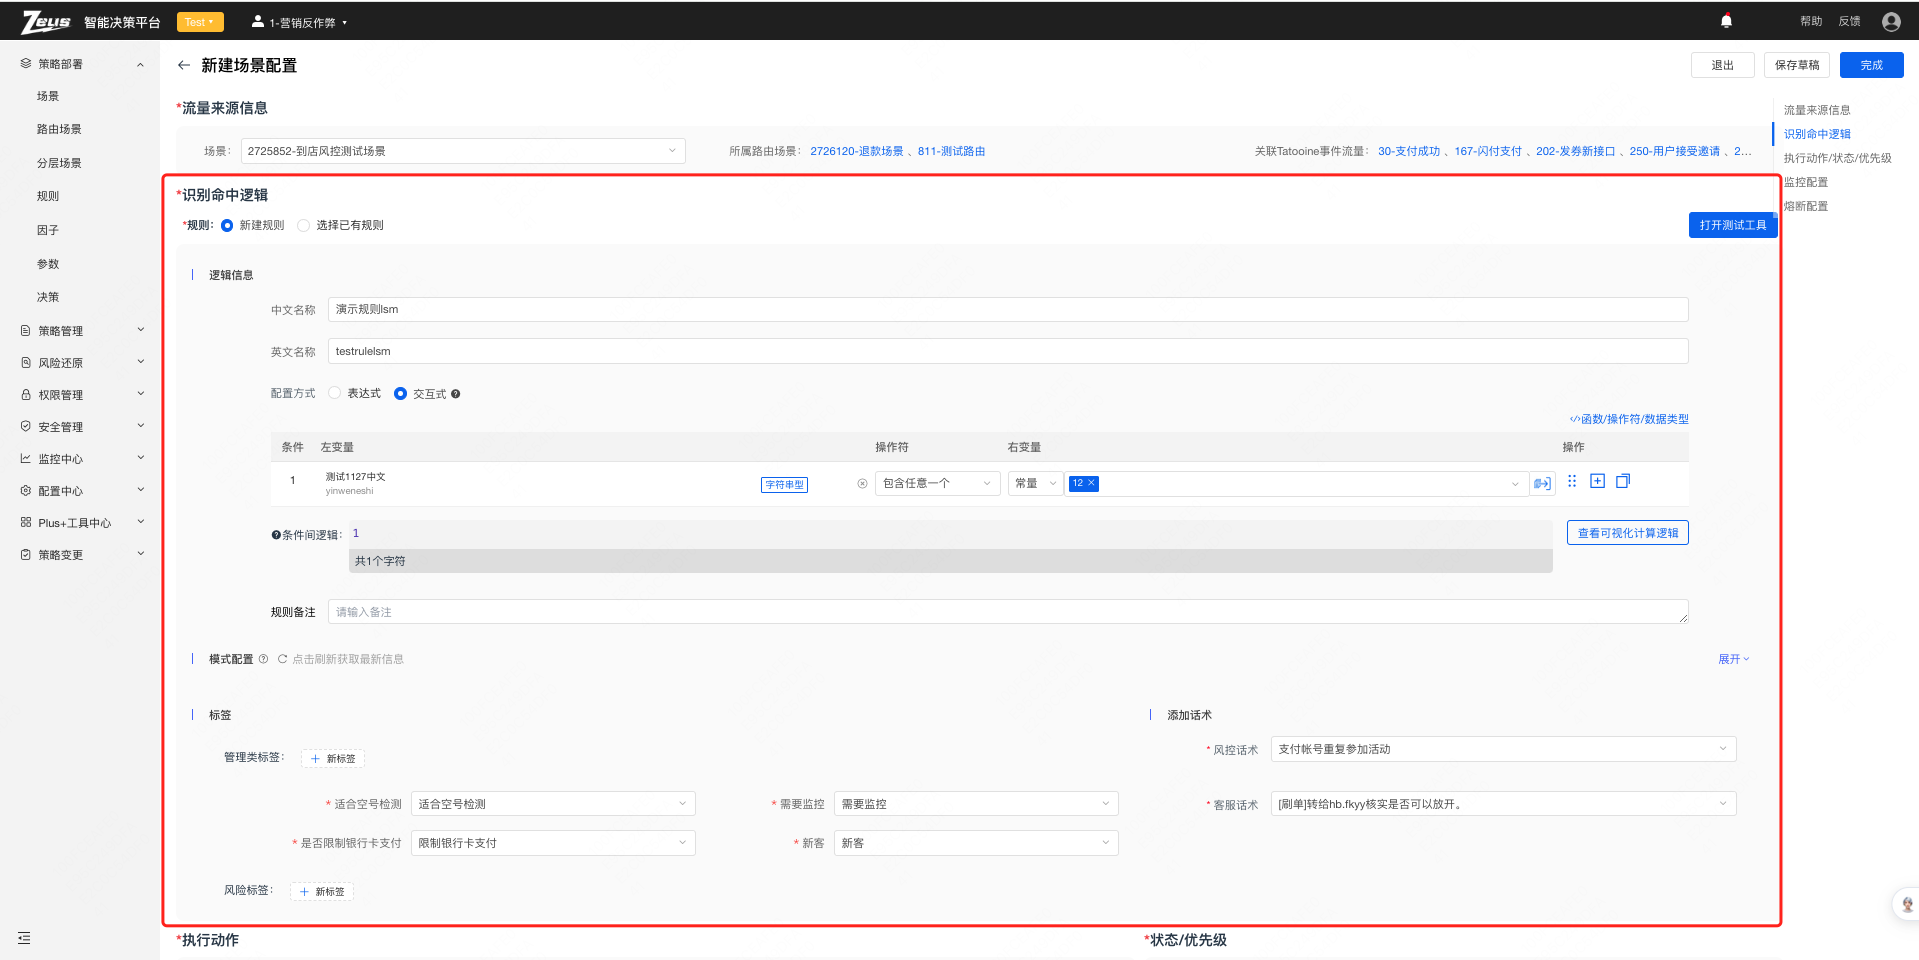 Zeus 智能决策平台 Test 1-营销反作弊 帮助 反馈
策略部署
场景
路由场景
分层场景
规则
因子
参数
决策
策略管理
风险还原
权限管理
安全管理
监控中心
配置中心
Plus+工具中心
策略变更
新建场景配置 退出 保存草稿 完成
*流量来源信息
场景: 2725852-到店风控测试场景 所属路由场景: 2726120-退款场景 、811-测试路由 关联Tatooine事件流量: 30-支付成功 、167-闪付支付 、202-发券新接口 、250-用户接受邀请 、2...
流量来源信息
识别命中逻辑
执行动作/状态/优先级
监控配置
熔断配置
*识别命中逻辑
*规则: 新建规则 选择已有规则 打开测试工具
逻辑信息
中文名称 演示规则lsm
英文名称 testrulelsm
配置方式 表达式 交互式
</>函数/操作符/数据类型
条件 左变量 操作符 右变量 操作
1 测试1127中文 字符串型 包含任意一个 常量 12 ×
yinweneshi
条件间逻辑: 1 查看可视化计算逻辑
共1个字符
规则备注 请输入备注
模式配置 点击刷新获取最新信息 展开
标签 添加话术
管理类标签: + 新标签 *风控话术 支付帐号重复参加活动
*适合空号检测 适合空号检测 *需要监控 需要监控 *客服话术 [刷单]转给hb.fkyy核实是否可以放开。
*是否限制银行卡支付 限制银行卡支付 *新客 新客
风险标签: + 新标签
*执行动作 *状态/优先级